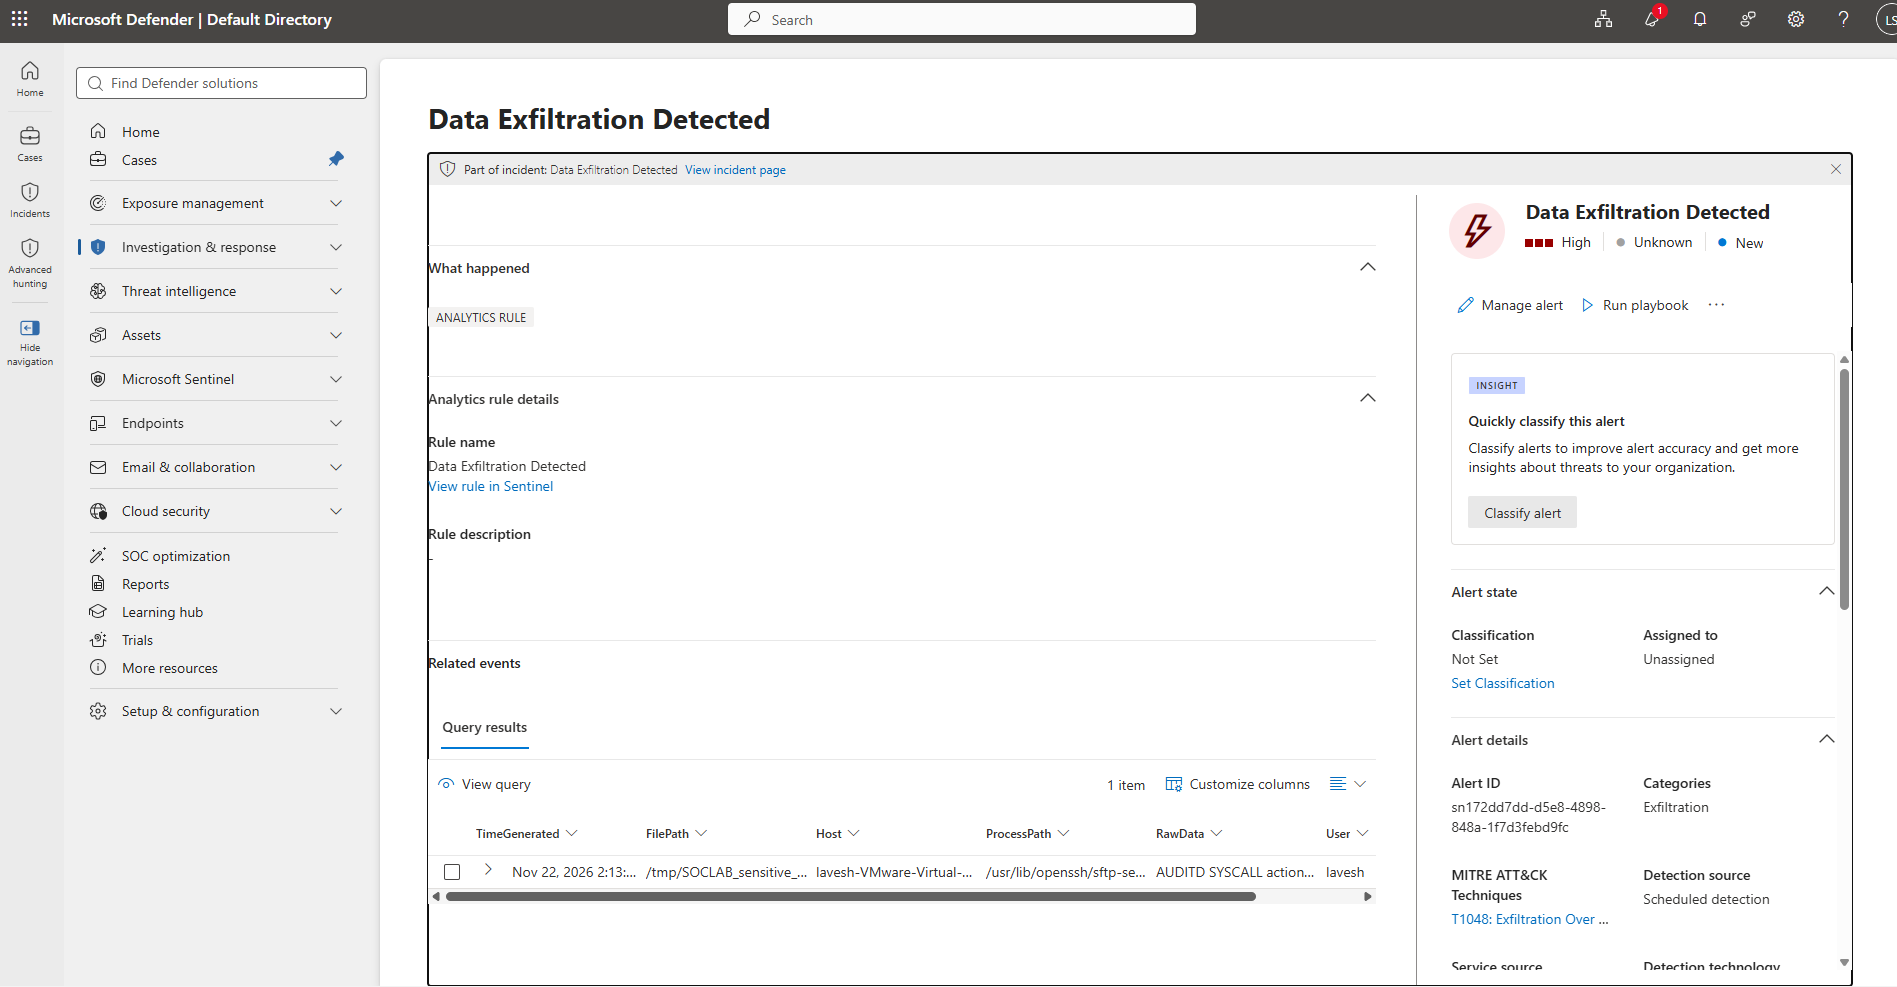 Microsoft Defender | Default Directory
Search
1
LS
Home
Cases
Incidents
Advanced
hunting
Hide
navigation
Find Defender solutions
Home
Cases
Exposure management
Investigation & response
Threat intelligence
Assets
Microsoft Sentinel
Endpoints
Email & collaboration
Cloud security
SOC optimization
Reports
Learning hub
Trials
More resources
Setup & configuration
Data Exfiltration Detected
Part of incident: Data Exfiltration Detected View incident page
What happened
ANALYTICS RULE
Analytics rule details
Rule name
Data Exfiltration Detected
View rule in Sentinel
Rule description
-
Related events
Query results
View query
1 item
Customize columns
TimeGenerated FilePath Host ProcessPath RawData User
Nov 22, 2026 2:13:... /tmp/SOCLAB_sensitive_... lavesh-VMware-Virtual-... /usr/lib/openssh/sftp-se... AUDITD SYSCALL action... lavesh
Data Exfiltration Detected
High Unknown New
Manage alert Run playbook ...
INSIGHT
Quickly classify this alert
Classify alerts to improve alert accuracy and get more
insights about threats to your organization.
Classify alert
Alert state
Classification
Not Set
Set Classification
Assigned to
Unassigned
Alert details
Alert ID
sn172dd7dd-d5e8-4898-
848a-1f7d3febd9fc
Categories
Exfiltration
MITRE ATT&CK
Techniques
T1048: Exfiltration Over ...
Detection source
Scheduled detection
Service source
Detection technology